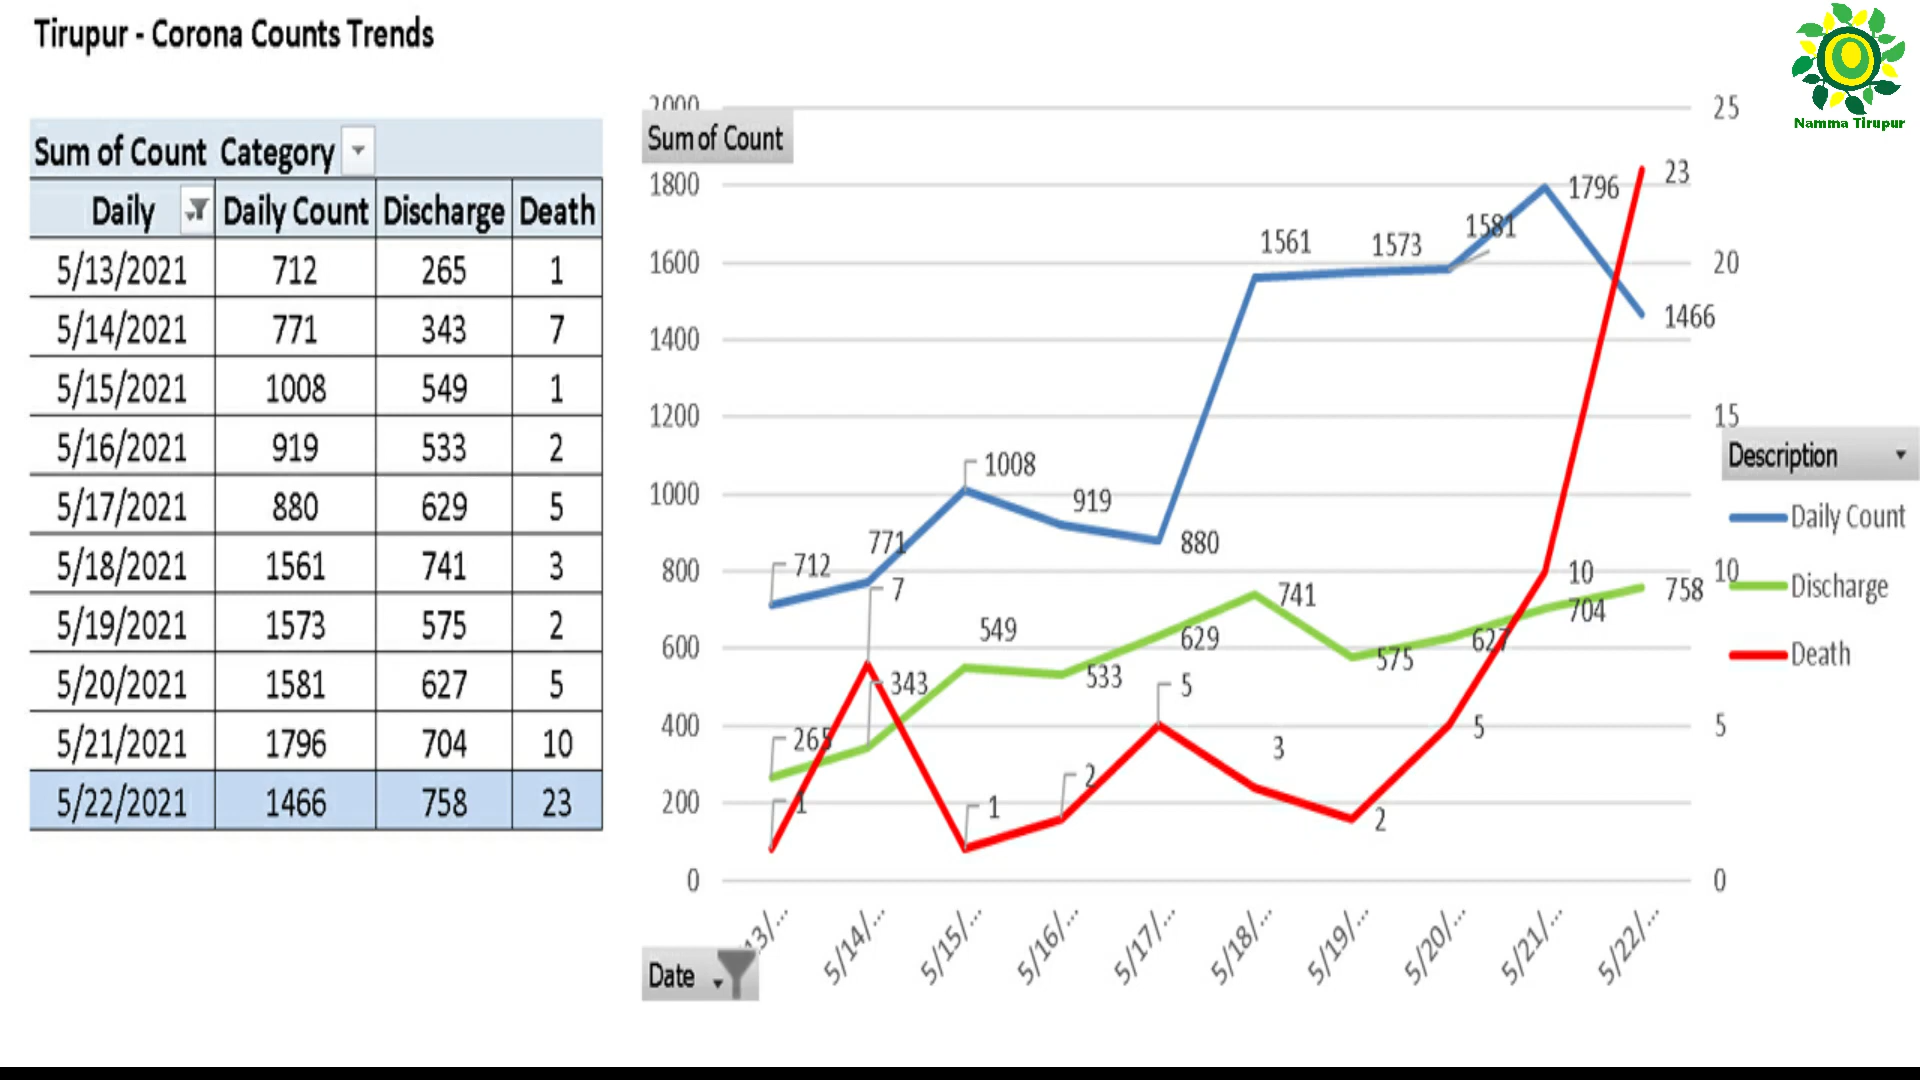 Tirupur - Corona Counts Trends
Namma Tirupur
Sum of Count Category
Daily Daily Count Discharge Death
5/13/2021 712 265 1
5/14/2021 771 343 7
5/15/2021 1008 549 1
5/16/2021 919 533 2
5/17/2021 880 629 5
5/18/2021 1561 741 3
5/19/2021 1573 575 2
5/20/2021 1581 627 5
5/21/2021 1796 704 10
5/22/2021 1466 758 23
Sum of Count
2000
1800
1600
1400
1200
1000
800
600
400
200
0
712
771
1008
919
880
1561
1573
1581
1796
1466
265
343
549
533
629
741
575
627
704
758
1
7
1
2
5
3
2
5
10
23
25
20
15
10
5
0
Description
Daily Count
Discharge
Death
13/...
5/14/...
5/15/...
5/16/...
5/17/...
5/18/...
5/19/...
5/20/...
5/21/...
5/22/...
Date